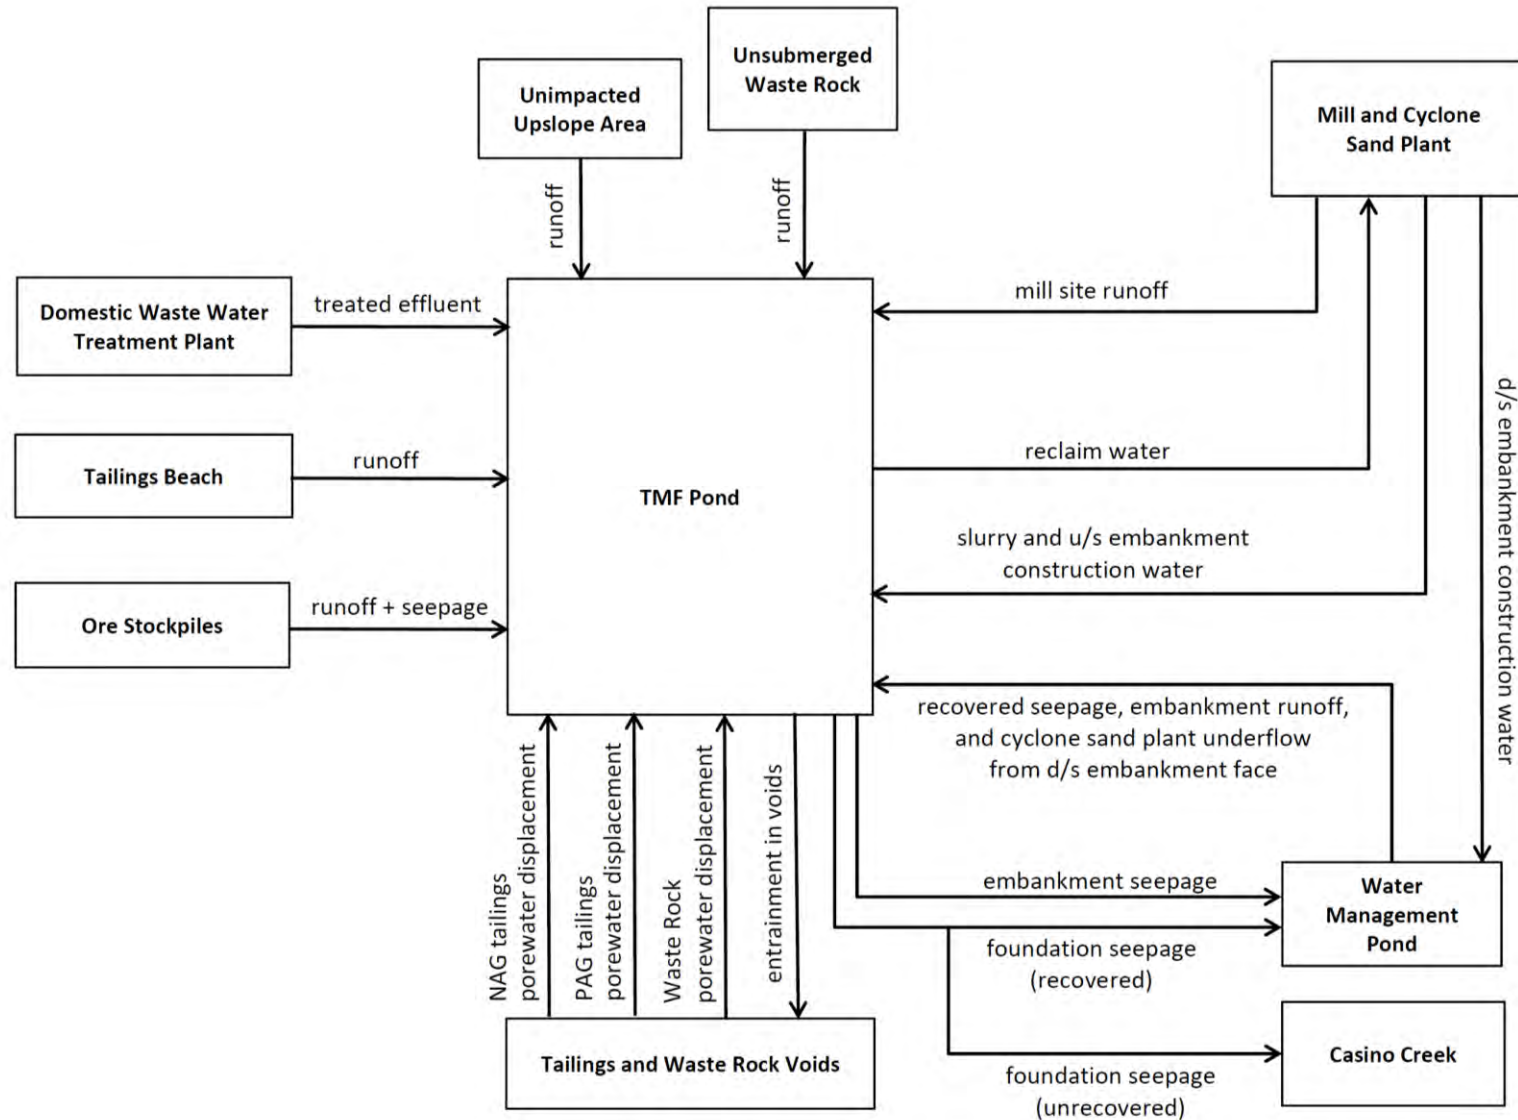 Unsubmerged
Waste Rock
Unimpacted
Upslope Area
Mill and Cyclone
Sand Plant
runoff
runoff
Domestic Waste Water
Treatment Plant
treated effluent
mill site runoff
d/s embankment construction water
Tailings Beach
runoff
reclaim water
TMF Pond
slurry and u/s embankment
construction water
Ore Stockpiles
runoff + seepage
recovered seepage, embankment runoff,
and cyclone sand plant underflow
from d/s embankment face
NAG tailings
porewater displacement
PAG tailings
porewater displacement
Waste Rock
porewater displacement
entrainment in voids
embankment seepage
Water
Management
Pond
foundation seepage
(recovered)
Tailings and Waste Rock Voids
Casino Creek
foundation seepage
(unrecovered)